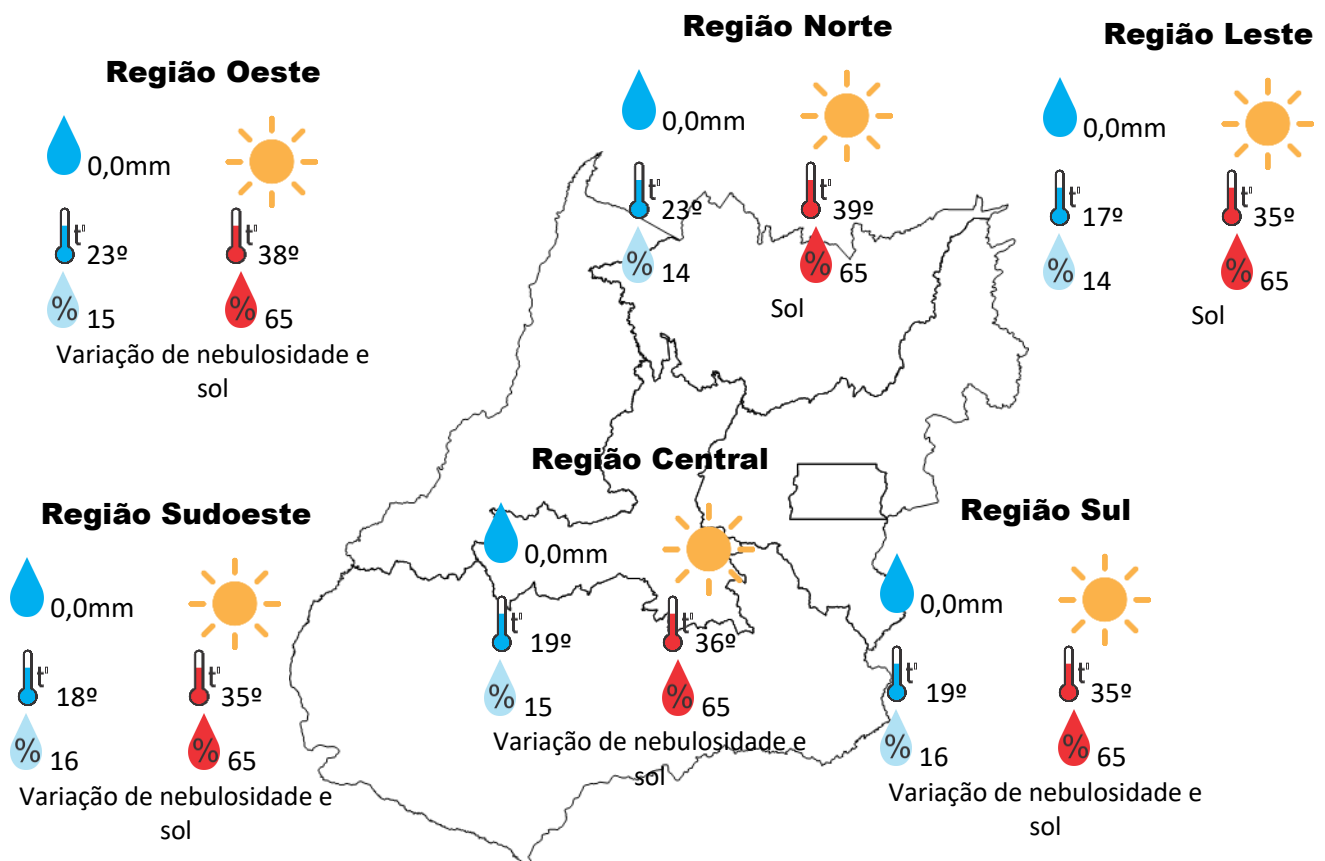 Região Norte
0,0mm
t° t°
23º 39º
% %
14 65
Sol
Região Leste
0,0mm
t° t°
17º 35º
% %
14 65
Sol
Região Oeste
0,0mm
t° t°
23º 38º
% %
15 65
Variação de nebulosidade e
sol
Região Central
0,0mm
t° t°
19º 36º
% %
15 65
Variação de nebulosidade e
sol
Região Sudoeste
0,0mm
t° t°
18º 35º
% %
16 65
Variação de nebulosidade e
sol
Região Sul
0,0mm
t° t°
19º 35º
% %
16 65
Variação de nebulosidade e
sol